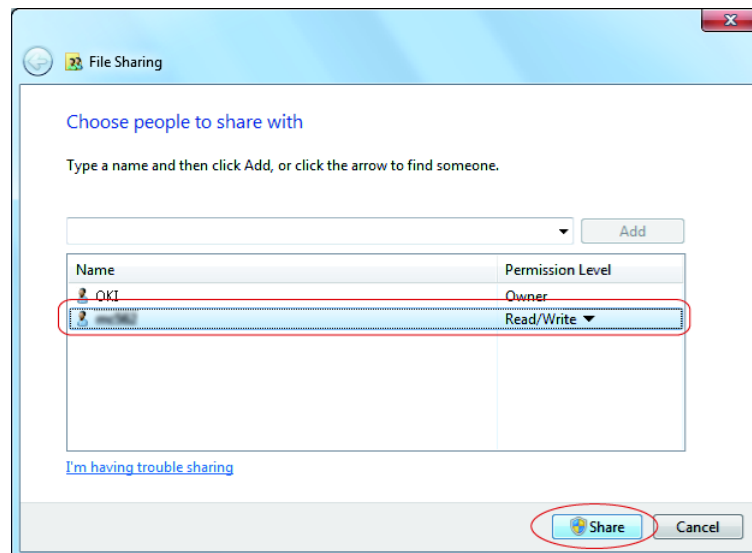 File Sharing
Choose people to share with
Type a name and then click Add, or click the arrow to find someone.
Add
Name Permission Level
OKI Owner
Read/Write
I'm having trouble sharing
Share Cancel